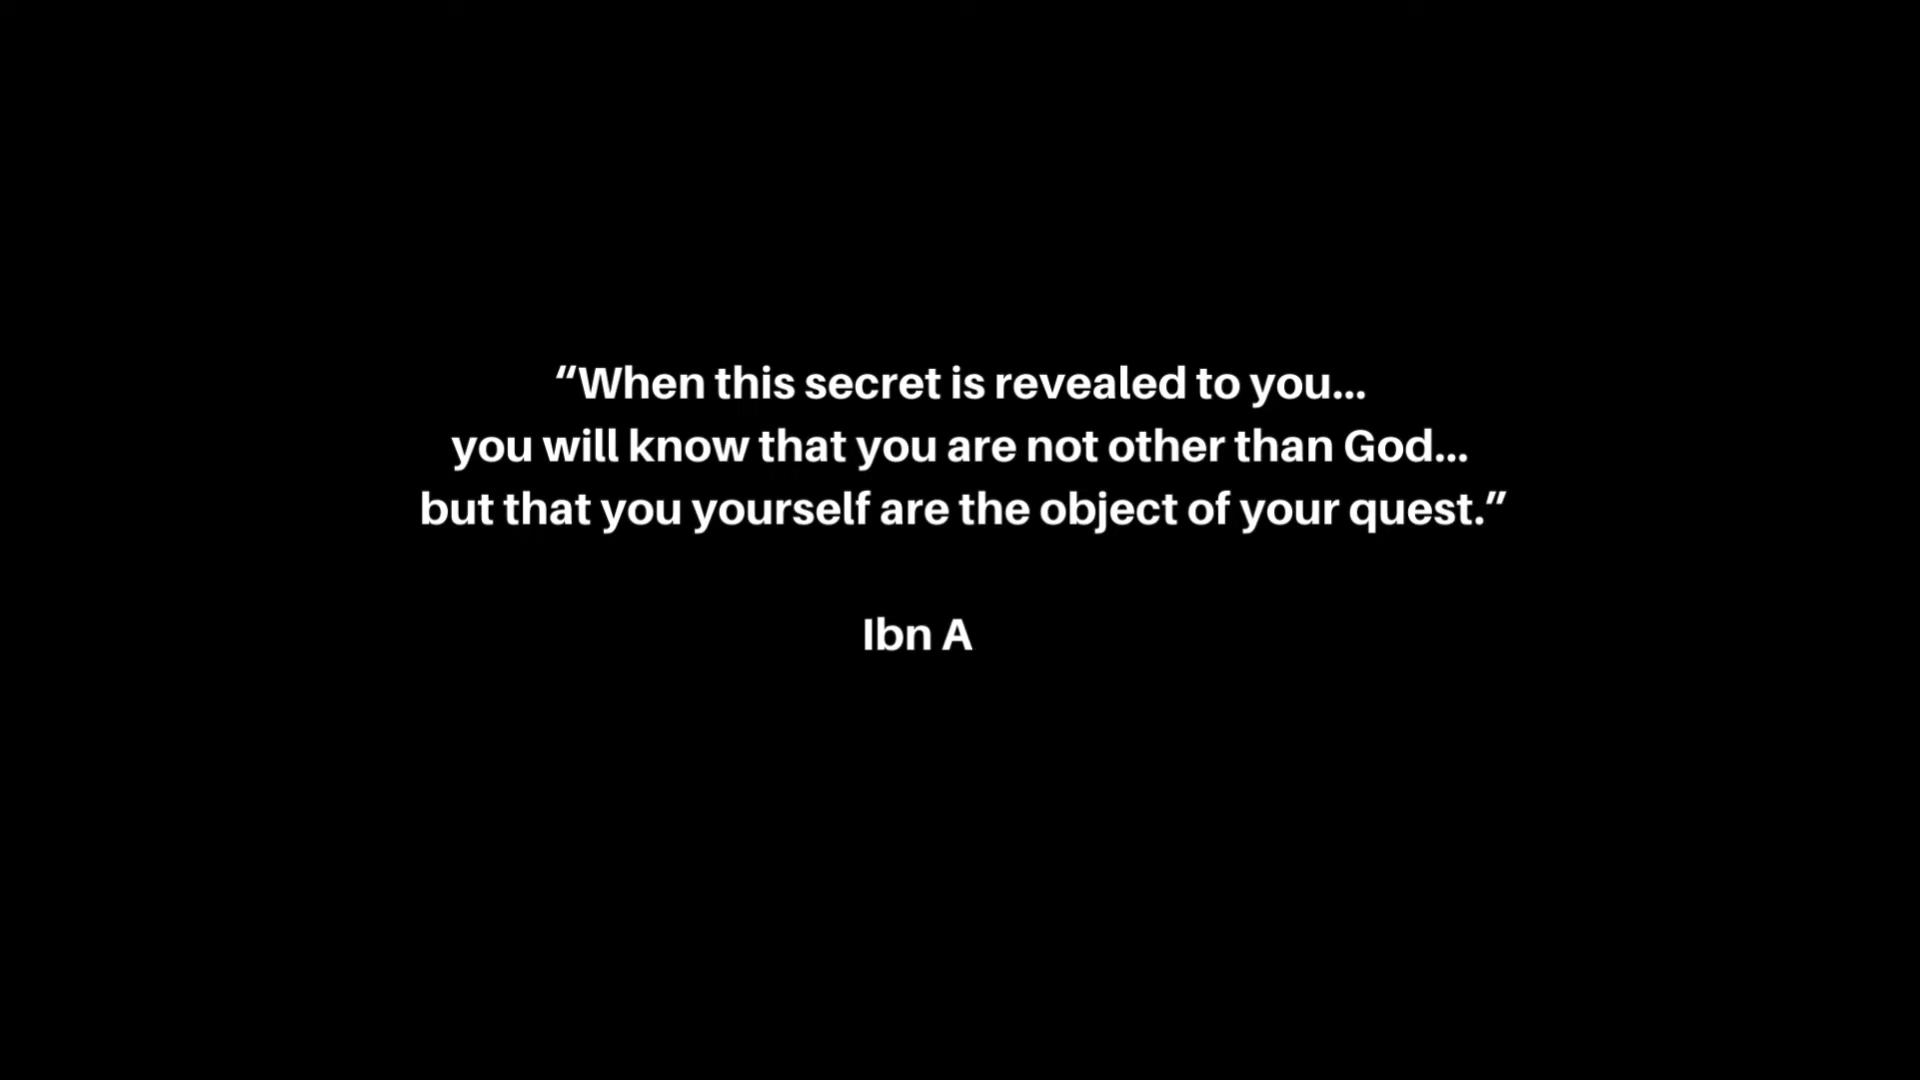 “When this secret is revealed to you...
you will know that you are not other than God...
but that you yourself are the object of your quest.”
Ibn A